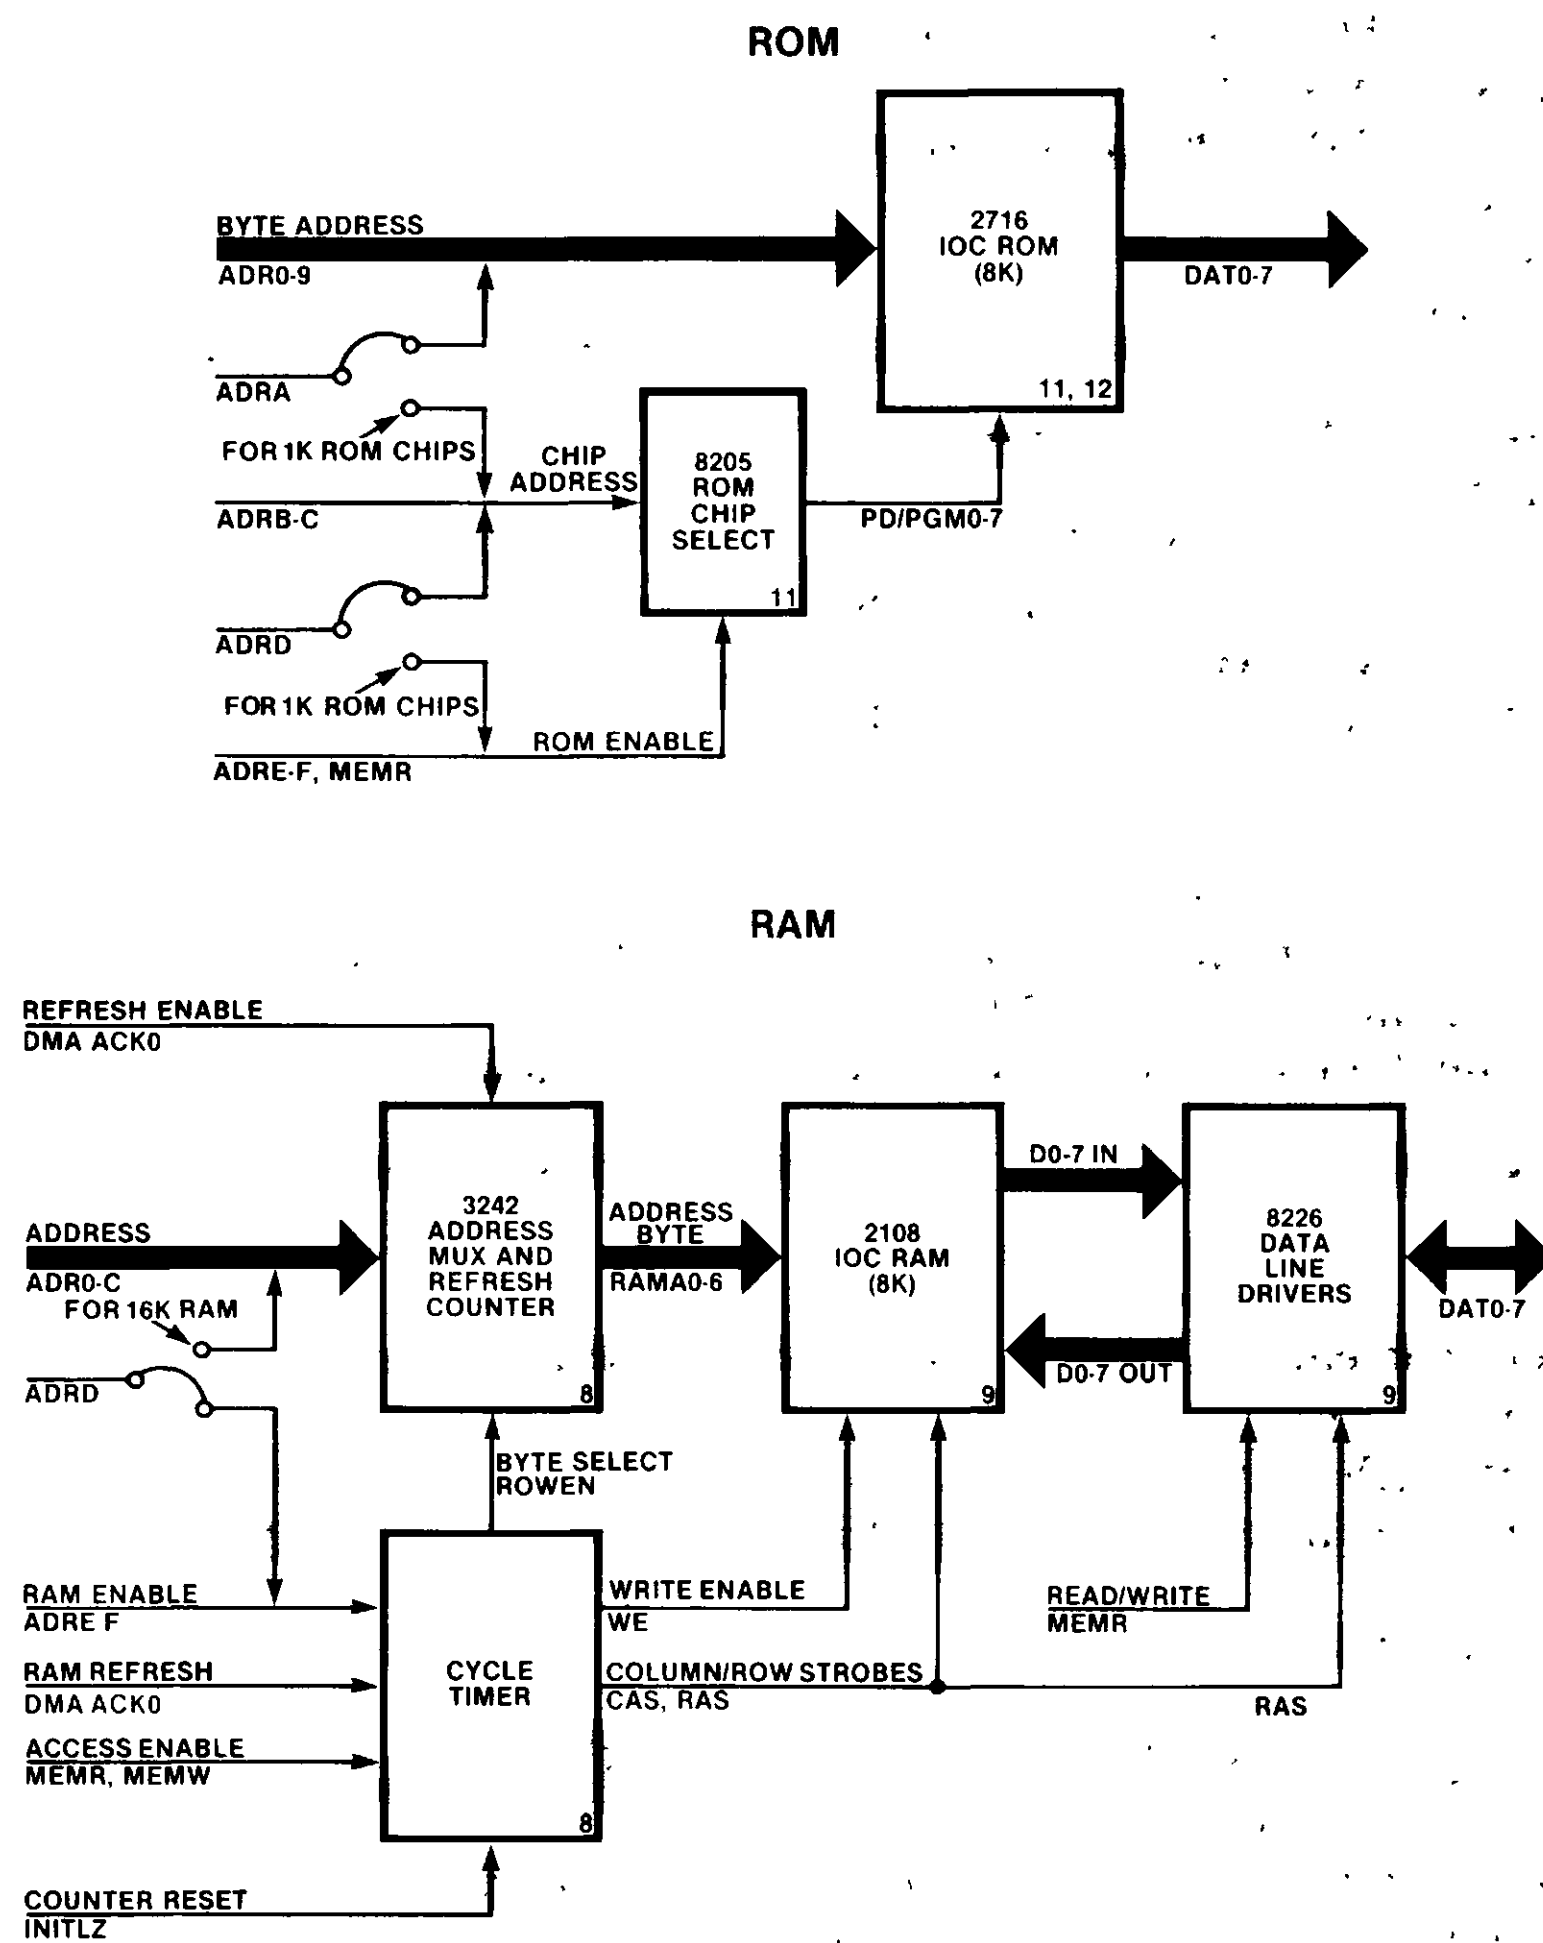 ROM
BYTE ADDRESS
ADR0-9
2716
IOC ROM
(8K)
11, 12
DAT0-7
ADRA
FOR 1K ROM CHIPS
CHIP
ADDRESS
ADRB-C
8205
ROM
CHIP
SELECT
11
PD/PGM0-7
ADRD
FOR 1K ROM CHIPS
ROM ENABLE
ADRE-F, MEMR
RAM
REFRESH ENABLE
DMA ACK0
ADDRESS
ADR0-C
FOR 16K RAM
ADRD
3242
ADDRESS
MUX AND
REFRESH
COUNTER
8
ADDRESS
BYTE
RAMA0-6
2108
IOC RAM
(8K)
9
D0-7 IN
D0-7 OUT
8226
DATA
LINE
DRIVERS
9
DAT0-7
BYTE SELECT
ROWEN
RAM ENABLE
ADRE F
RAM REFRESH
DMA ACK0
ACCESS ENABLE
MEMR, MEMW
CYCLE
TIMER
8
WRITE ENABLE
WE
COLUMN/ROW STROBES
CAS, RAS
READ/WRITE
MEMR
RAS
COUNTER RESET
INITLZ